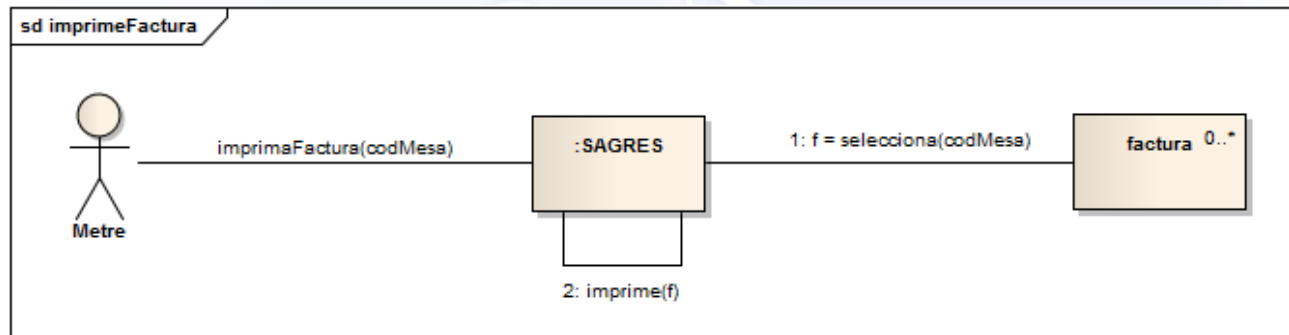 sd imprimeFactura
imprimaFactura(codMesa)
:SAGRES
1: f = selecciona(codMesa)
factura 0..*
Metre
2: imprime(f)